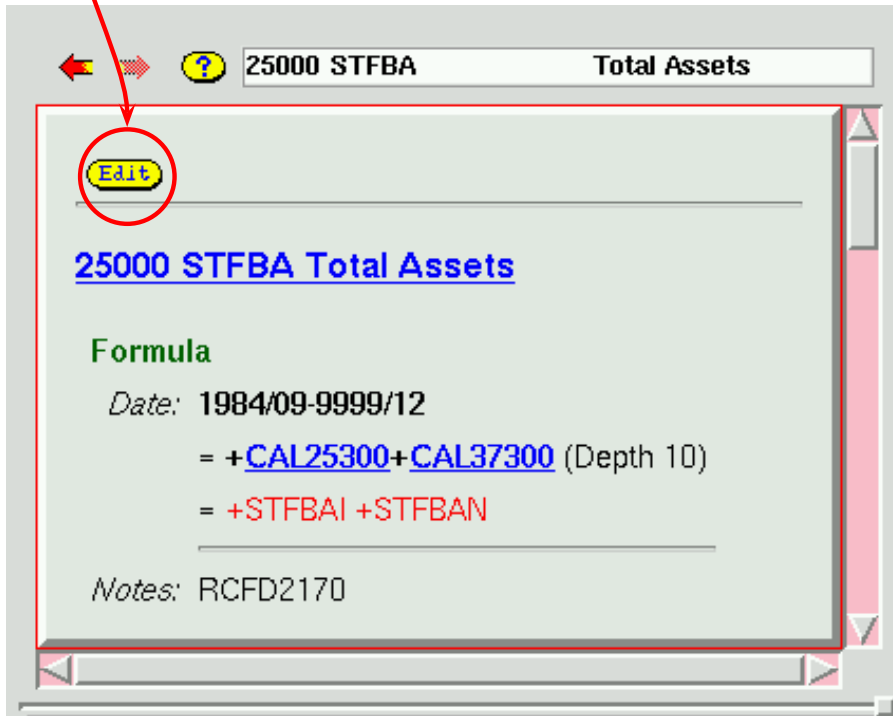 ? 25000 STFBA Total Assets
Edit
25000 STFBA Total Assets
Formula
Date: 1984/09-9999/12
= +CAL25300+CAL37300 (Depth 10)
= +STFBAI +STFBAN
Notes: RCFD2170